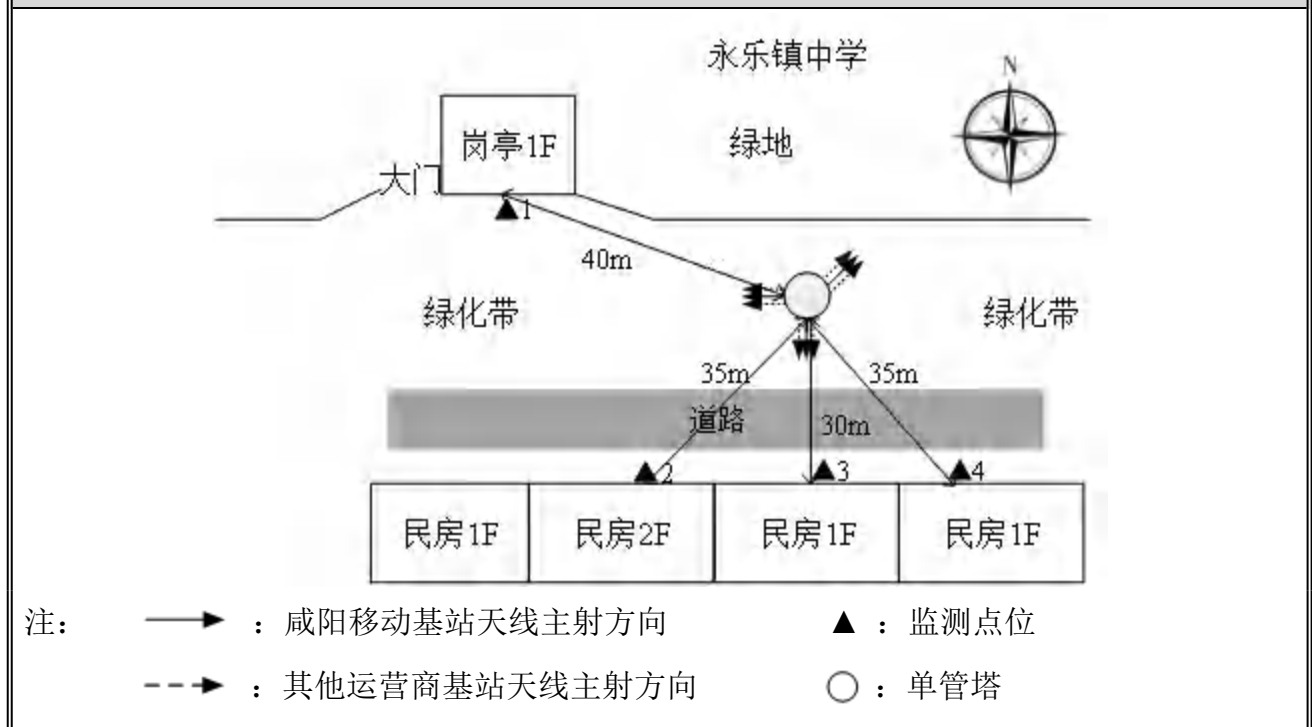 永乐镇中学
N
岗亭1F
绿地
大门
▲1
40m
绿化带
绿化带
35m
35m
道路
30m
▲2
▲3
▲4
民房1F
民房2F
民房1F
民房1F
注： ：咸阳移动基站天线主射方向 ▲ ：监测点位
：其他运营商基站天线主射方向 ○ ：单管塔